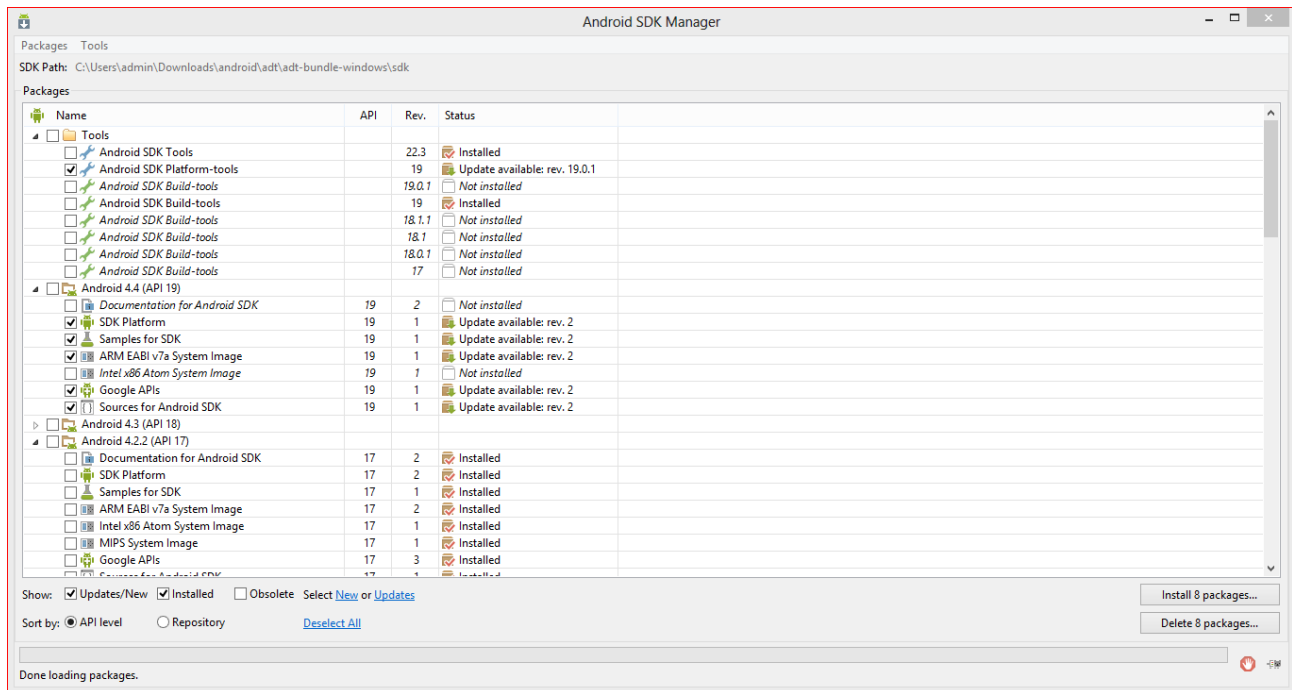 Android SDK Manager
Packages Tools
SDK Path: C:\Users\admin\Downloads\android\adt\adt-bundle-windows\sdk
Packages
Name API Rev. Status
Tools
Android SDK Tools 22.3 Installed
Android SDK Platform-tools 19 Update available: rev. 19.0.1
Android SDK Build-tools 19.0.1 Not installed
Android SDK Build-tools 19 Installed
Android SDK Build-tools 18.1.1 Not installed
Android SDK Build-tools 18.1 Not installed
Android SDK Build-tools 18.0.1 Not installed
Android SDK Build-tools 17 Not installed
Android 4.4 (API 19)
Documentation for Android SDK 19 2 Not installed
SDK Platform 19 1 Update available: rev. 2
Samples for SDK 19 1 Update available: rev. 2
ARM EABI v7a System Image 19 1 Update available: rev. 2
Intel x86 Atom System Image 19 1 Not installed
Google APIs 19 1 Update available: rev. 2
Sources for Android SDK 19 1 Update available: rev. 2
Android 4.3 (API 18)
Android 4.2.2 (API 17)
Documentation for Android SDK 17 2 Installed
SDK Platform 17 2 Installed
Samples for SDK 17 1 Installed
ARM EABI v7a System Image 17 2 Installed
Intel x86 Atom System Image 17 1 Installed
MIPS System Image 17 1 Installed
Google APIs 17 3 Installed
Sources for Android SDK 17 1 Installed
Show: Updates/New Installed Obsolete Select New or Updates Install 8 packages...
Sort by: API level Repository Deselect All Delete 8 packages...
Done loading packages.